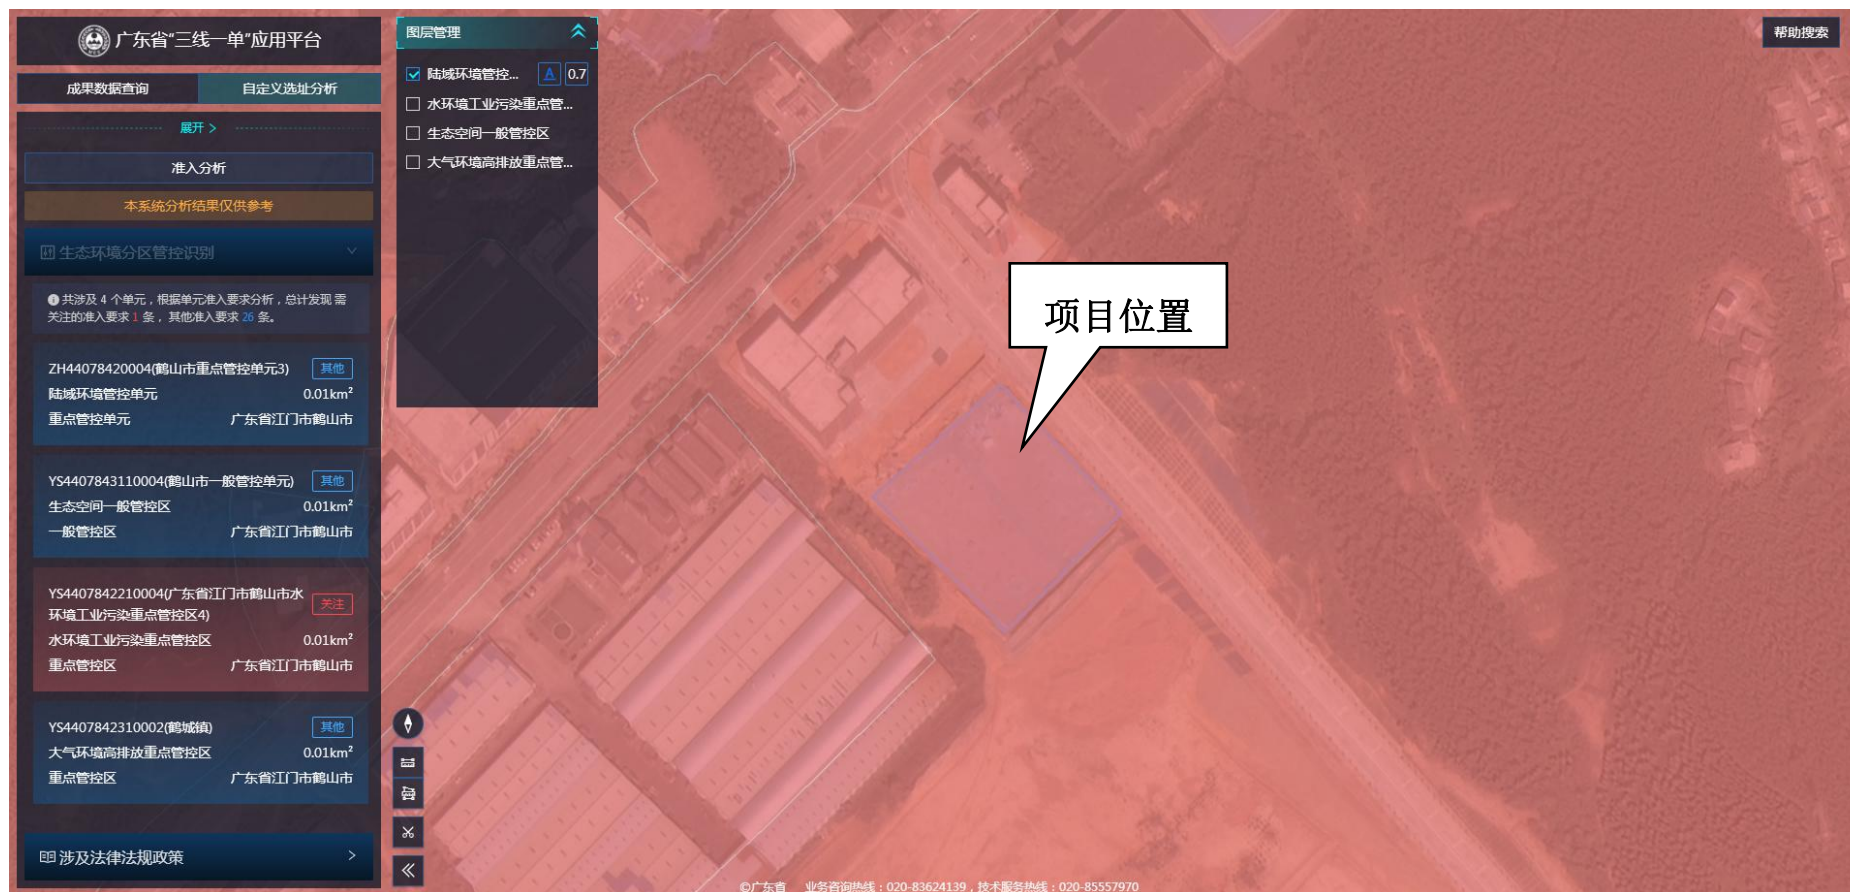 广东省“三线一单”应用平台
成果数据查询
自定义选址分析
展开 >
准入分析
本系统分析结果仅供参考
生态环境分区管控识别
共涉及 4 个单元，根据单元准入要求分析，总计发现 需
关注的准入要求 1 条， 其他准入要求 26 条。
ZH44078420004(鹤山市重点管控单元3)
其他
陆域环境管控单元
0.01km²
重点管控单元
广东省江门市鹤山市
YS4407843110004(鹤山市一般管控单元)
其他
生态空间一般管控区
0.01km²
一般管控区
广东省江门市鹤山市
YS4407842210004(广东省江门市鹤山市水
环境工业污染重点管控区4)
关注
水环境工业污染重点管控区
0.01km²
重点管控区
广东省江门市鹤山市
YS4407842310002(鹤城镇)
其他
大气环境高排放重点管控区
0.01km²
重点管控区
广东省江门市鹤山市
涉及法律法规政策
图层管理
陆域环境管控...
A
0.7
水环境工业污染重点管...
生态空间一般管控区
大气环境高排放重点管...
帮助搜索
项目位置
©广东省 业务咨询热线：020-83624139，技术服务热线：020-85557970